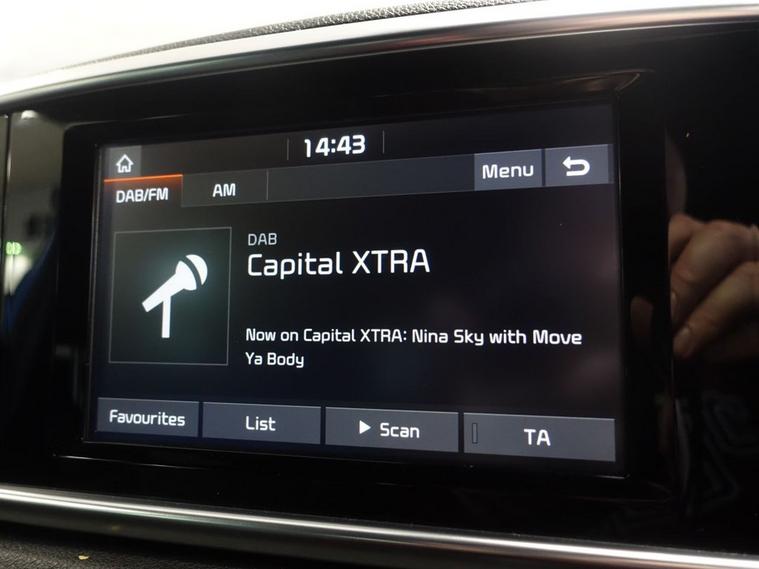 14:43
Menu
DAB/FM
AM
DAB
Capital XTRA
Now on Capital XTRA: Nina Sky with Move
Ya Body
Favourites
List
Scan
TA